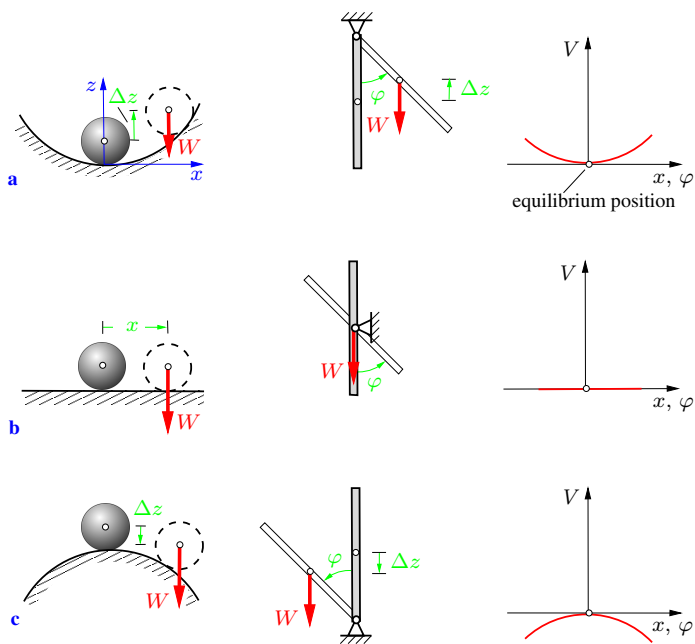 z
Δz
W
x
a
φ
W
Δz
V
x, φ
equilibrium position
x
W
b
W
φ
V
x, φ
Δz
W
c
φ
W
Δz
V
x, φ